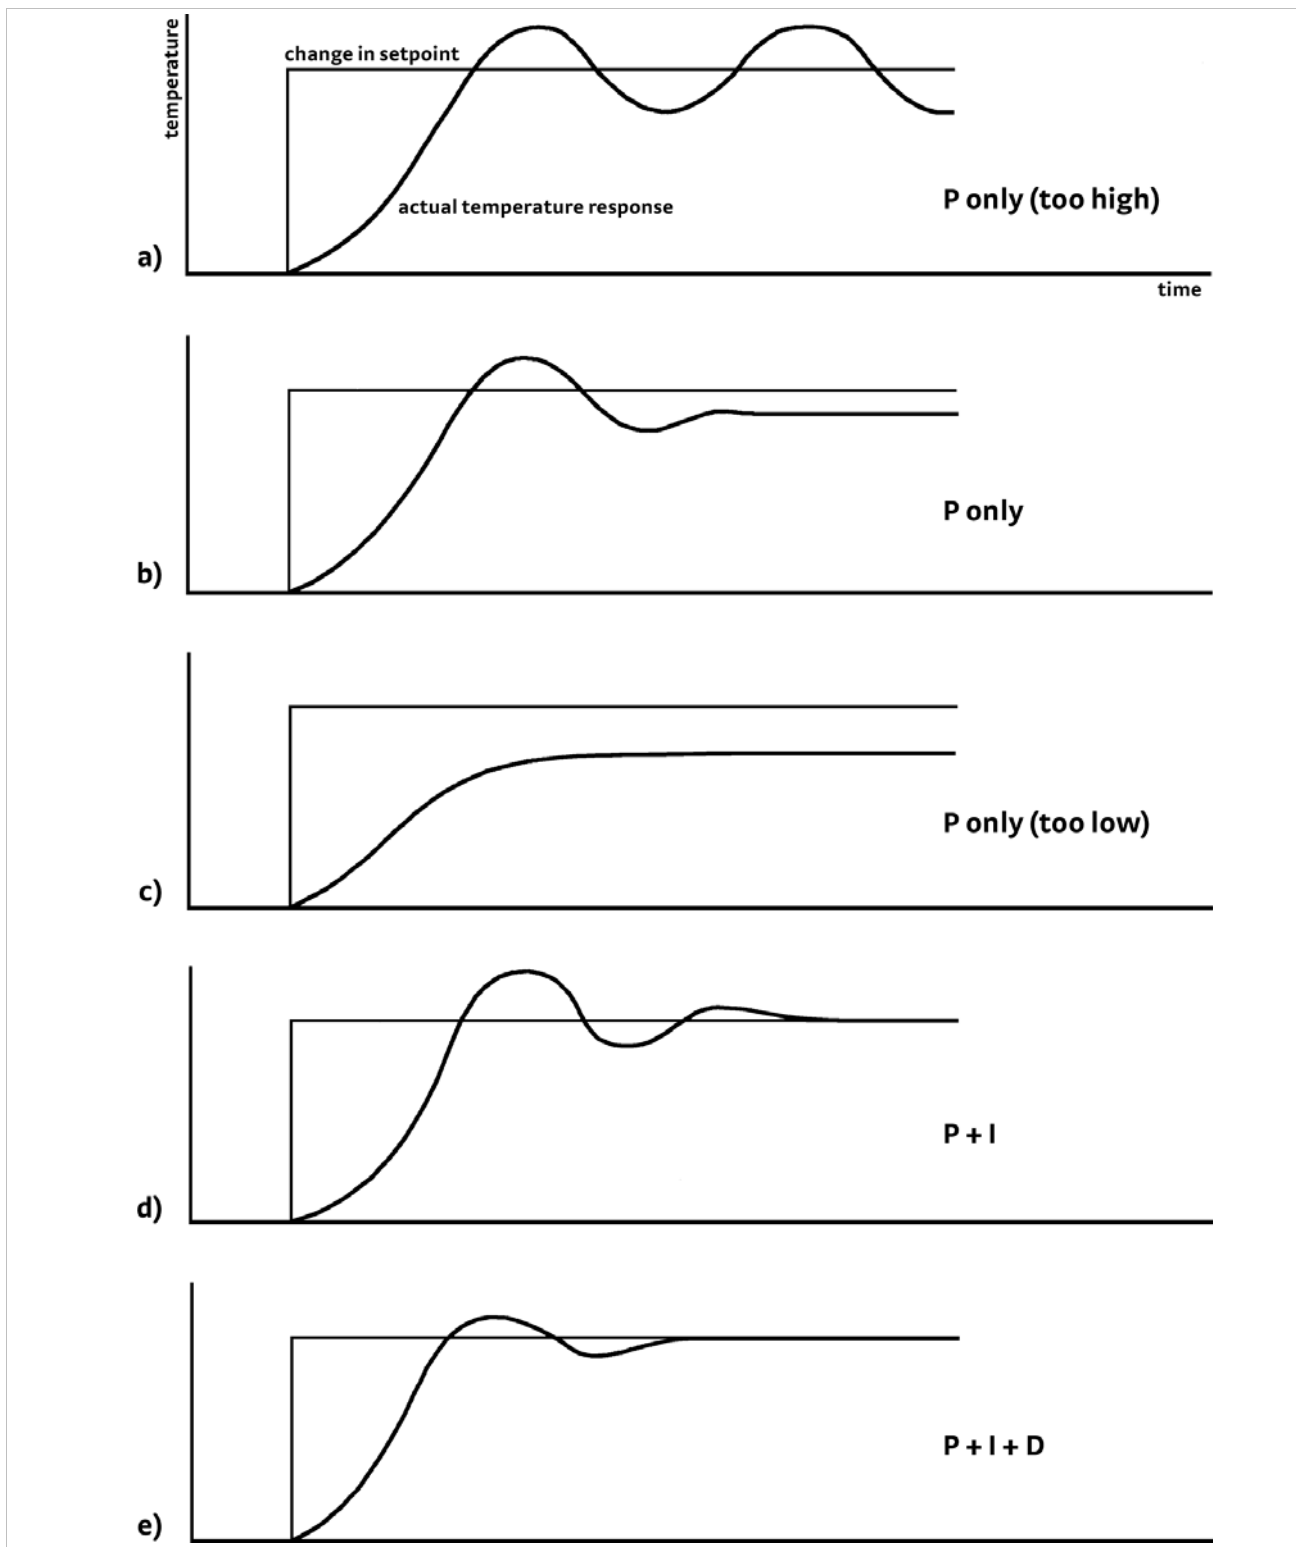 temperature
change in setpoint
actual temperature response
P only (too high)
a)
time
P only
b)
P only (too low)
c)
P + I
d)
P + I + D
e)